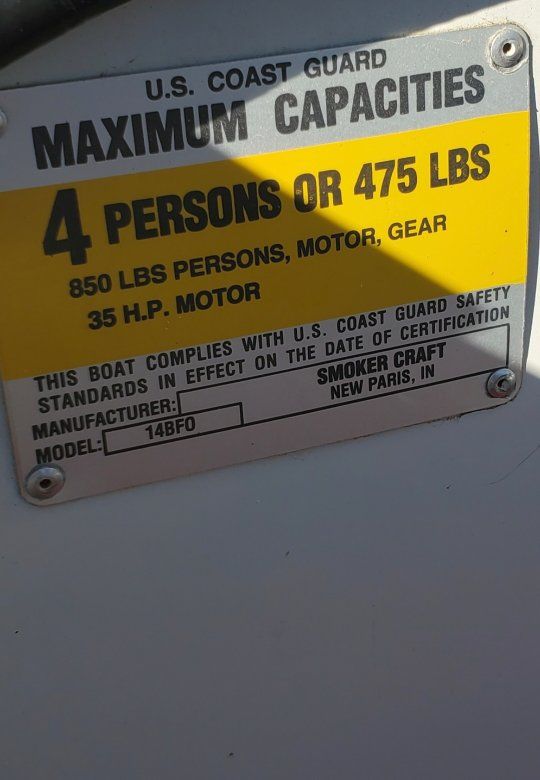 U.S. COAST GUARD
MAXIMUM CAPACITIES
4 PERSONS OR 475 LBS
850 LBS PERSONS, MOTOR, GEAR
35 H.P. MOTOR
THIS BOAT COMPLIES WITH U.S. COAST GUARD SAFETY
STANDARDS IN EFFECT ON THE DATE OF CERTIFICATION
MANUFACTURER: SMOKER CRAFT
NEW PARIS, IN
MODEL: 14BFO